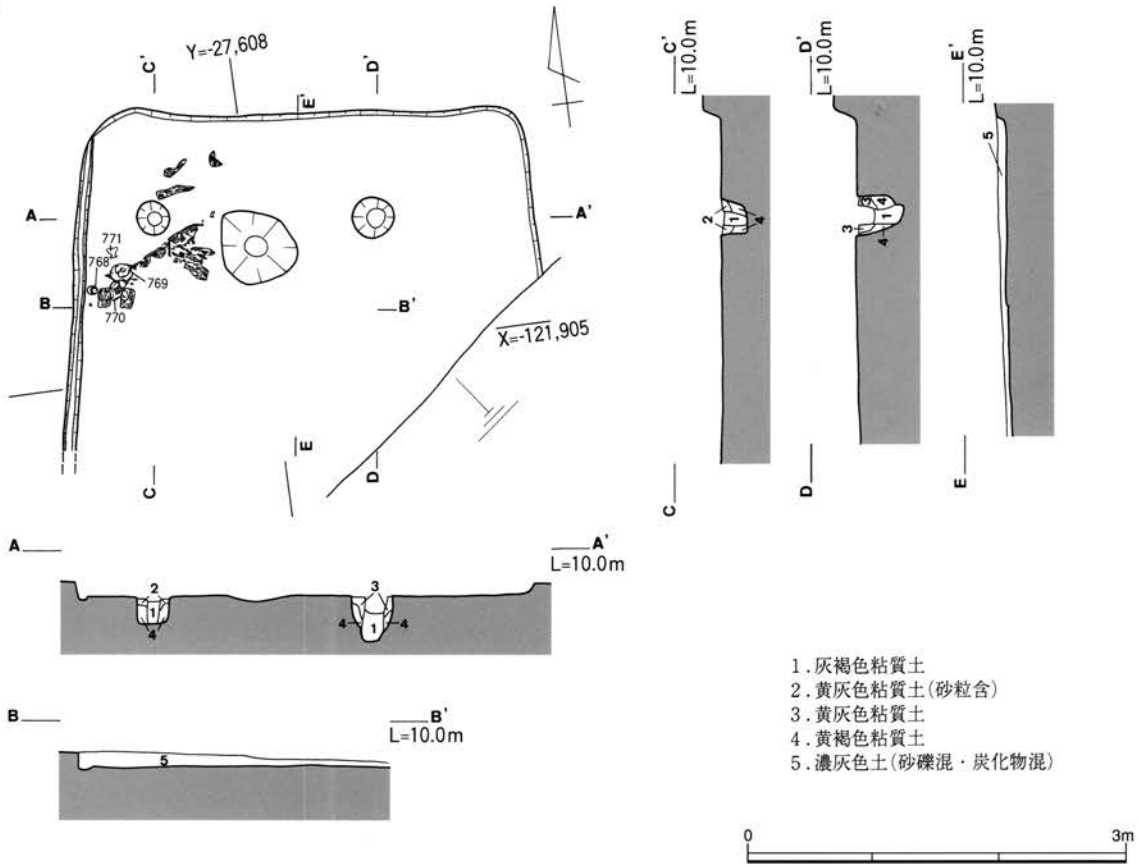 Y=-27,608
C'
D'
E'
A
A'
771
768
769
770
B
B'
X=-121,905
E
C
D
C'
L=10.0m
2
1
4
C
D'
L=10.0m
3
4
1
3
4
D
E'
L=10.0m
5
E
A
A'
L=10.0m
2
1
4
3
4
1
4
B
B'
L=10.0m
5
1.灰褐色粘質土
2.黄灰色粘質土(砂粒含)
3.黄灰色粘質土
4.黄褐色粘質土
5.濃灰色土(砂礫混・炭化物混)
0
3m